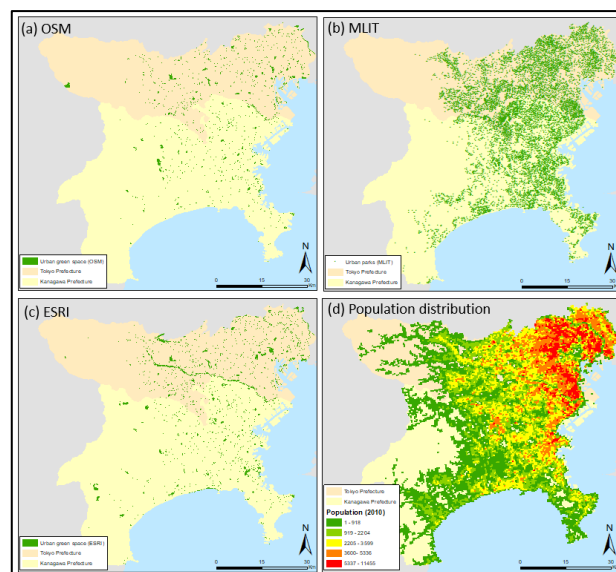 (a) OSM
N
Urban green space (OSM)
Tokyo Prefecture
Kanagawa Prefecture
0 15 30
Km
(b) MLIT
N
Urban parks (MLIT)
Tokyo Prefecture
Kanagawa Prefecture
0 15 30
(c) ESRI
N
Urban green space (ESRI)
Tokyo Prefecture
Kanagawa Prefecture
0 15 30
Km
(d) Population distribution
Tokyo Prefecture
Kanagawa Prefecture
Population (2010)
1 - 918
919 - 2204
3600- 5336
5337 - 11455
N
0 15 30